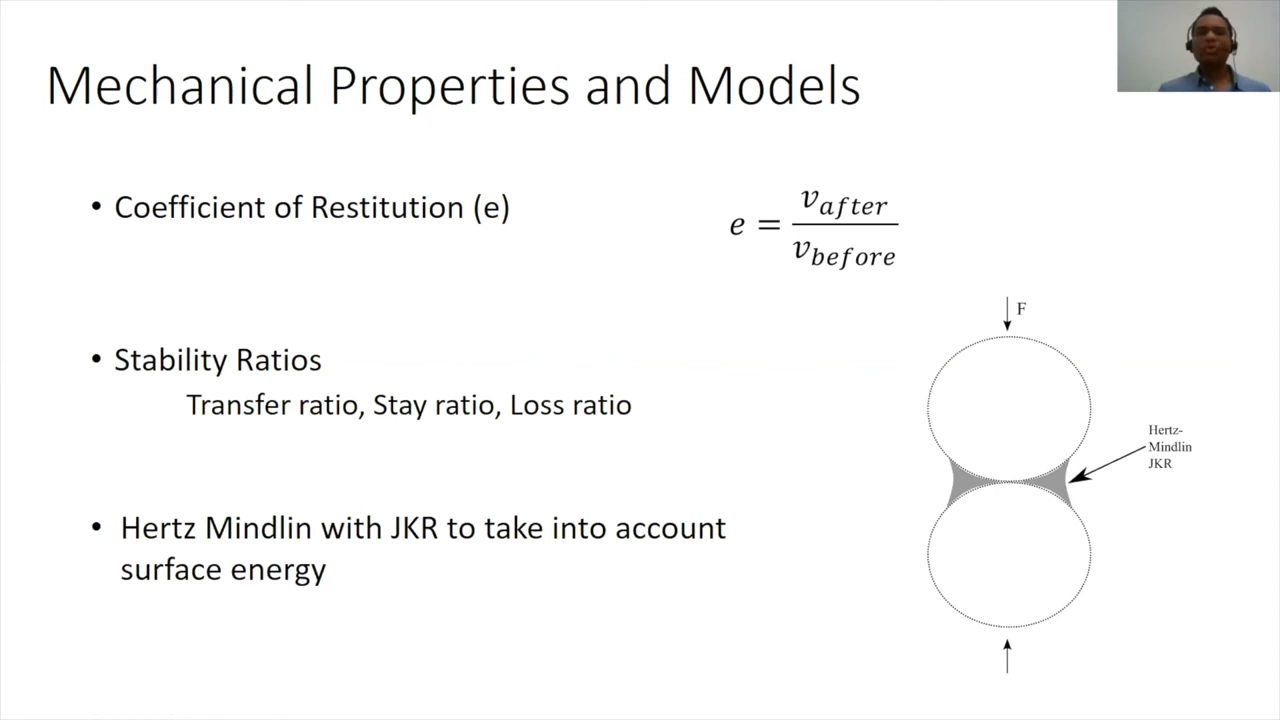 Mechanical Properties and Models
• Coefficient of Restitution (e)
e = v_after / v_before
• Stability Ratios
Transfer ratio, Stay ratio, Loss ratio
• Hertz Mindlin with JKR to take into account
surface energy
F
Hertz-
Mindlin
JKR